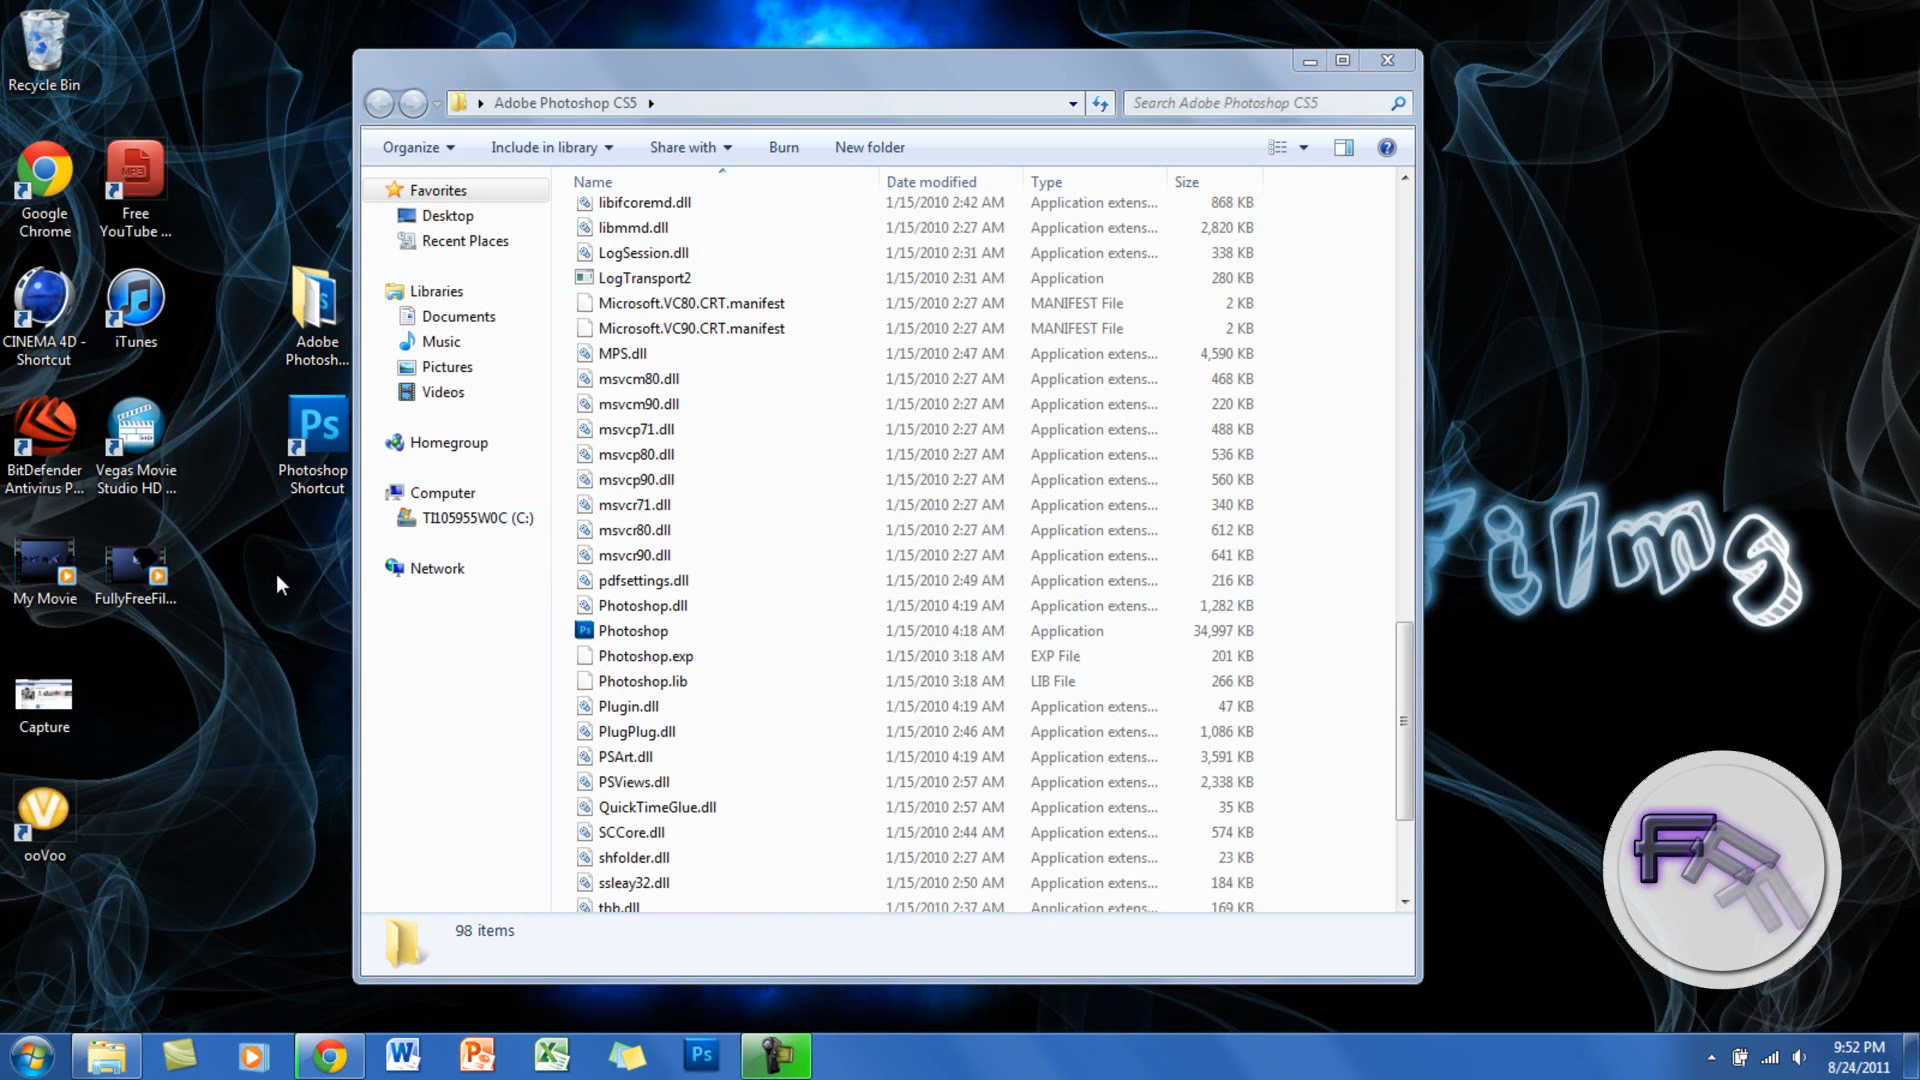 Recycle Bin
Google
Chrome
Free
YouTube ...
MP3
CINEMA 4D -
Shortcut
iTunes
Adobe
Photosh...
BitDefender
Antivirus P...
Vegas Movie
Studio HD ...
Ps
Photoshop
Shortcut
My Movie
FullyFreeFil...
Capture
ooVoo
Adobe Photoshop CS5
Search Adobe Photoshop CS5
Organize
Include in library
Share with
Burn
New folder
Favorites
Desktop
Recent Places
Libraries
Documents
Music
Pictures
Videos
Homegroup
Computer
TI105955W0C (C:)
Network
Name Date modified Type Size
libifcoremd.dll 1/15/2010 2:42 AM Application extens... 868 KB
libmmd.dll 1/15/2010 2:27 AM Application extens... 2,820 KB
LogSession.dll 1/15/2010 2:31 AM Application extens... 338 KB
LogTransport2 1/15/2010 2:31 AM Application 280 KB
Microsoft.VC80.CRT.manifest 1/15/2010 2:27 AM MANIFEST File 2 KB
Microsoft.VC90.CRT.manifest 1/15/2010 2:27 AM MANIFEST File 2 KB
MPS.dll 1/15/2010 2:47 AM Application extens... 4,590 KB
msvcm80.dll 1/15/2010 2:27 AM Application extens... 468 KB
msvcm90.dll 1/15/2010 2:27 AM Application extens... 220 KB
msvcp71.dll 1/15/2010 2:27 AM Application extens... 488 KB
msvcp80.dll 1/15/2010 2:27 AM Application extens... 536 KB
msvcp90.dll 1/15/2010 2:27 AM Application extens... 560 KB
msvcr71.dll 1/15/2010 2:27 AM Application extens... 340 KB
msvcr80.dll 1/15/2010 2:27 AM Application extens... 612 KB
msvcr90.dll 1/15/2010 2:27 AM Application extens... 641 KB
pdfsettings.dll 1/15/2010 2:49 AM Application extens... 216 KB
Photoshop.dll 1/15/2010 4:19 AM Application extens... 1,282 KB
Photoshop 1/15/2010 4:18 AM Application 34,997 KB
Photoshop.exp 1/15/2010 3:18 AM EXP File 201 KB
Photoshop.lib 1/15/2010 3:18 AM LIB File 266 KB
Plugin.dll 1/15/2010 4:19 AM Application extens... 47 KB
PlugPlug.dll 1/15/2010 2:46 AM Application extens... 1,086 KB
PSArt.dll 1/15/2010 4:19 AM Application extens... 3,591 KB
PSViews.dll 1/15/2010 2:57 AM Application extens... 2,338 KB
QuickTimeGlue.dll 1/15/2010 2:57 AM Application extens... 35 KB
SCCore.dll 1/15/2010 2:44 AM Application extens... 574 KB
shfolder.dll 1/15/2010 2:27 AM Application extens... 23 KB
ssleay32.dll 1/15/2010 2:50 AM Application extens... 184 KB
tbb.dll 1/15/2010 2:37 AM Application extens... 169 KB
98 items
Films
FFF
Ps
9:52 PM
8/24/2011